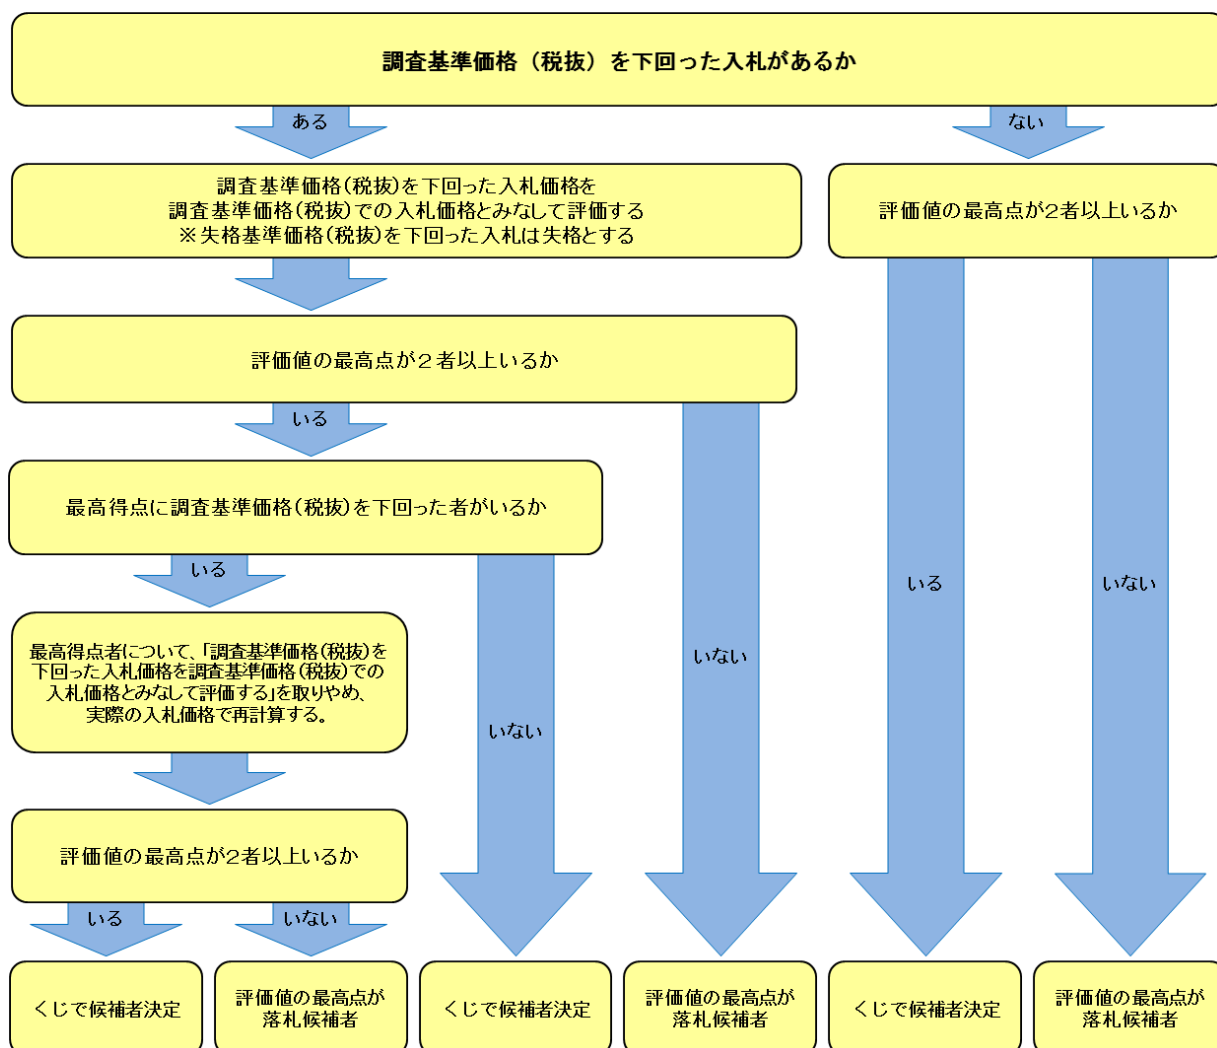 調査基準価格（税抜）を下回った入札があるか
ある
ない
調査基準価格(税抜)を下回った入札価格を
調査基準価格(税抜)での入札価格とみなして評価する
※失格基準価格(税抜)を下回った入札は失格とする
評価値の最高点が2者以上いるか
評価値の最高点が２者以上いるか
いる
最高得点に調査基準価格(税抜)を下回った者がいるか
いる
いる
いない
最高得点者について、「調査基準価格(税抜)を
下回った入札価格を調査基準価格(税抜)での
入札価格とみなして評価する」を取りやめ、
実際の入札価格で再計算する。
いない
いない
評価値の最高点が2者以上いるか
いる
いない
くじで候補者決定
評価値の最高点が
落札候補者
くじで候補者決定
評価値の最高点が
落札候補者
くじで候補者決定
評価値の最高点が
落札候補者